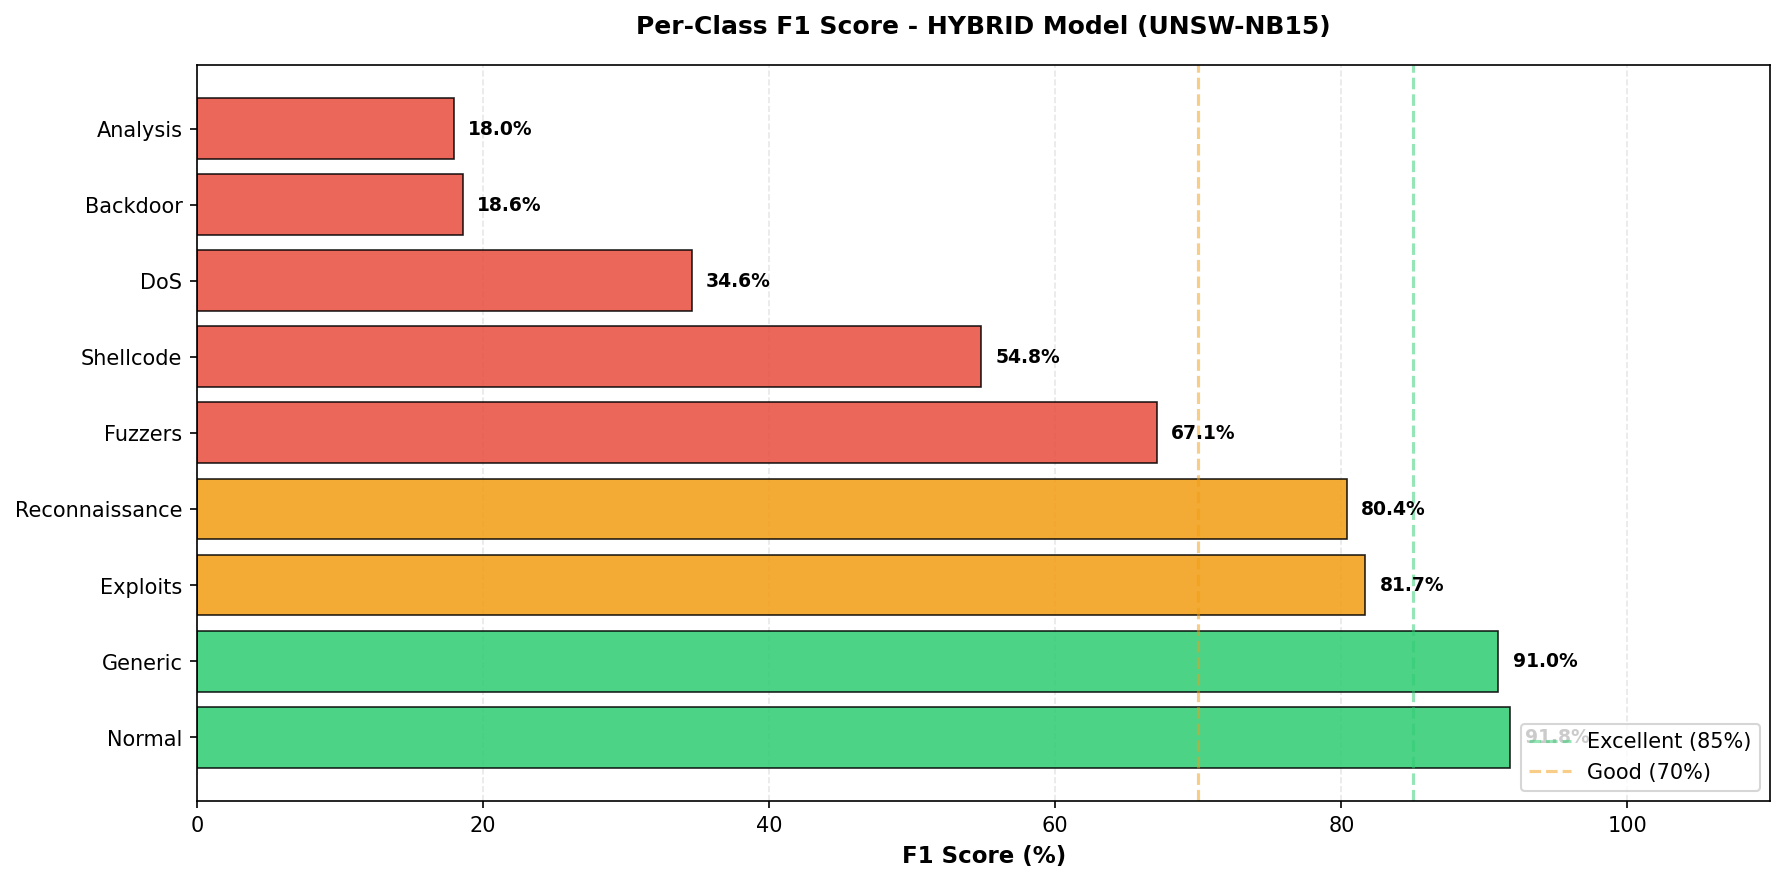 Per-Class F1 Score - HYBRID Model (UNSW-NB15)
Analysis
18.0%
Backdoor
18.6%
DoS
34.6%
Shellcode
54.8%
Fuzzers
67.1%
Reconnaissance
80.4%
Exploits
81.7%
Generic
91.0%
Normal
91.8%
Excellent (85%)
Good (70%)
0 20 40 60 80 100
F1 Score (%)